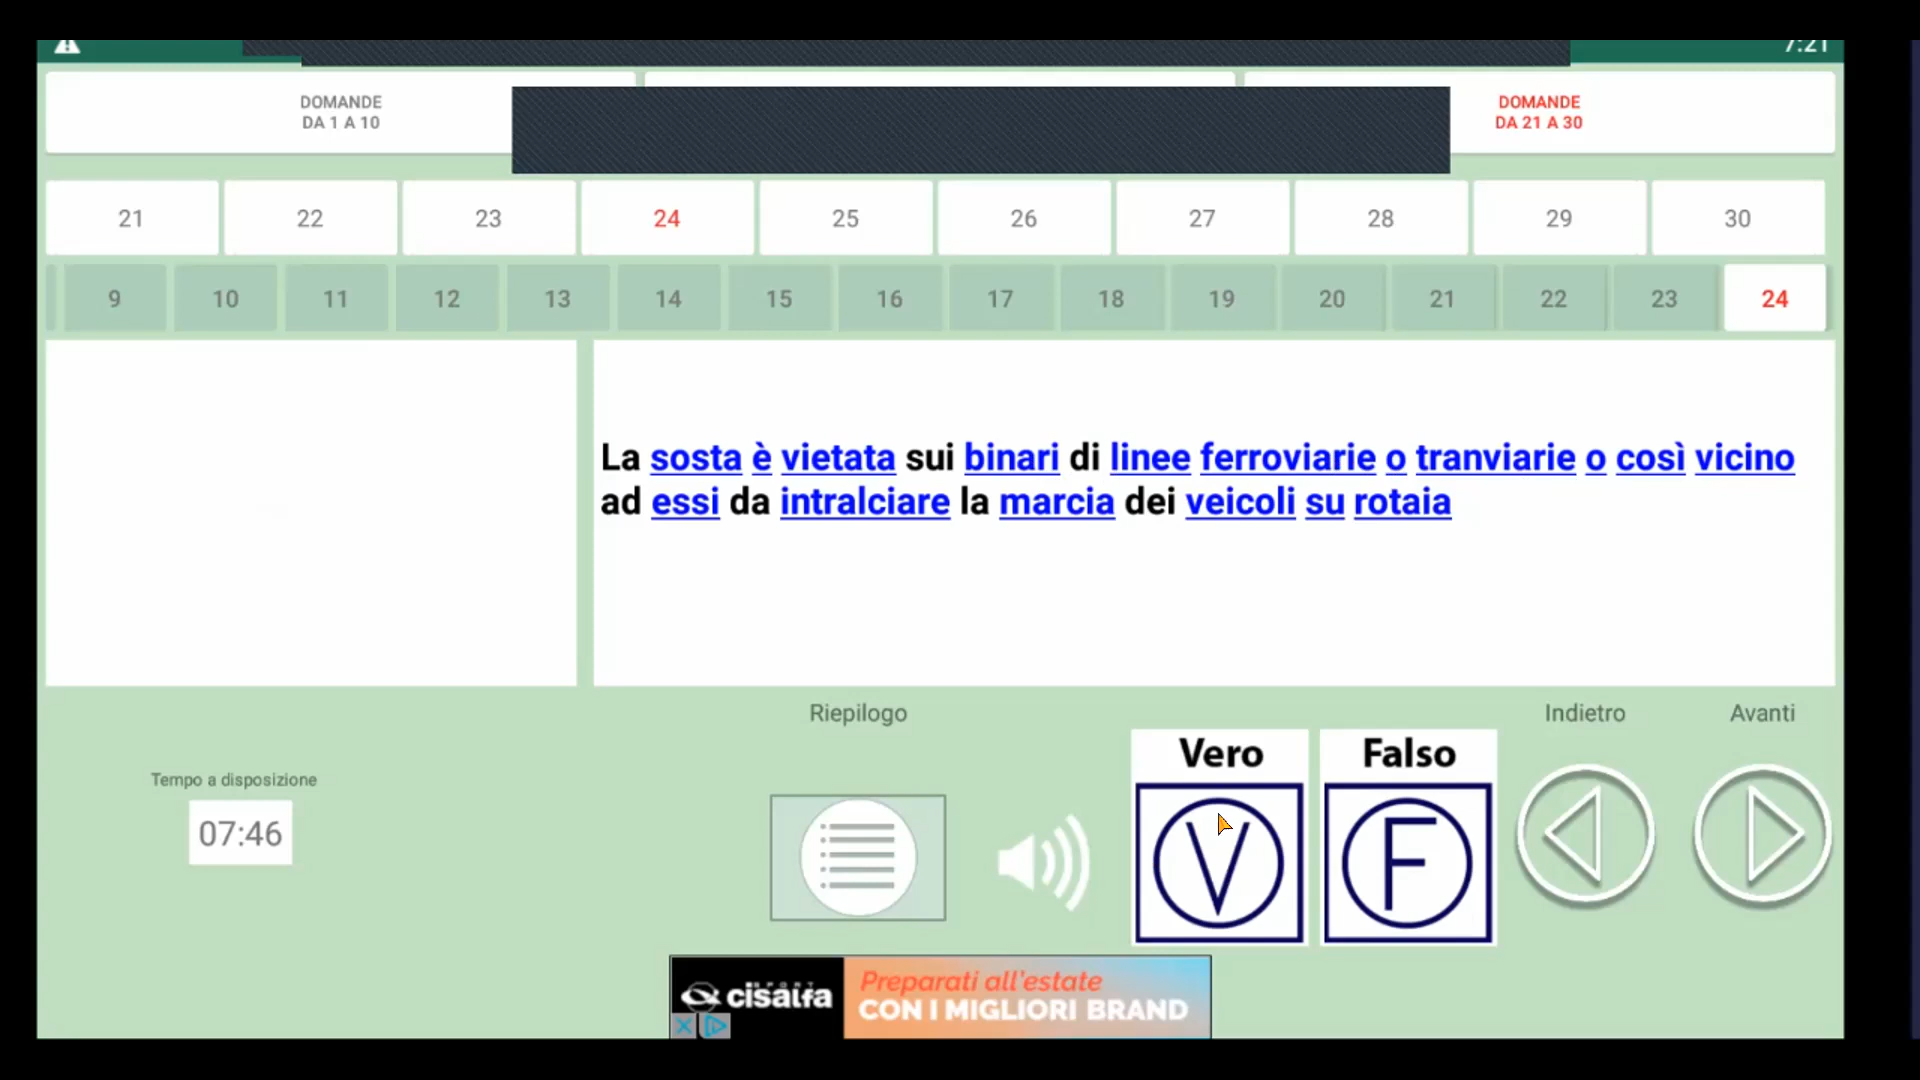 7:21
DOMANDE
DA 1 A 10
DOMANDE
DA 21 A 30
21 22 23 24 25 26 27 28 29 30
9 10 11 12 13 14 15 16 17 18 19 20 21 22 23 24
La sosta è vietata sui binari di linee ferroviarie o tranviarie o così vicino
ad essi da intralciare la marcia dei veicoli su rotaia
Riepilogo
Indietro
Avanti
Vero
Falso
V
F
Tempo a disposizione
07:46
SPORT
cisalfa
Preparati all'estate
CON I MIGLIORI BRAND